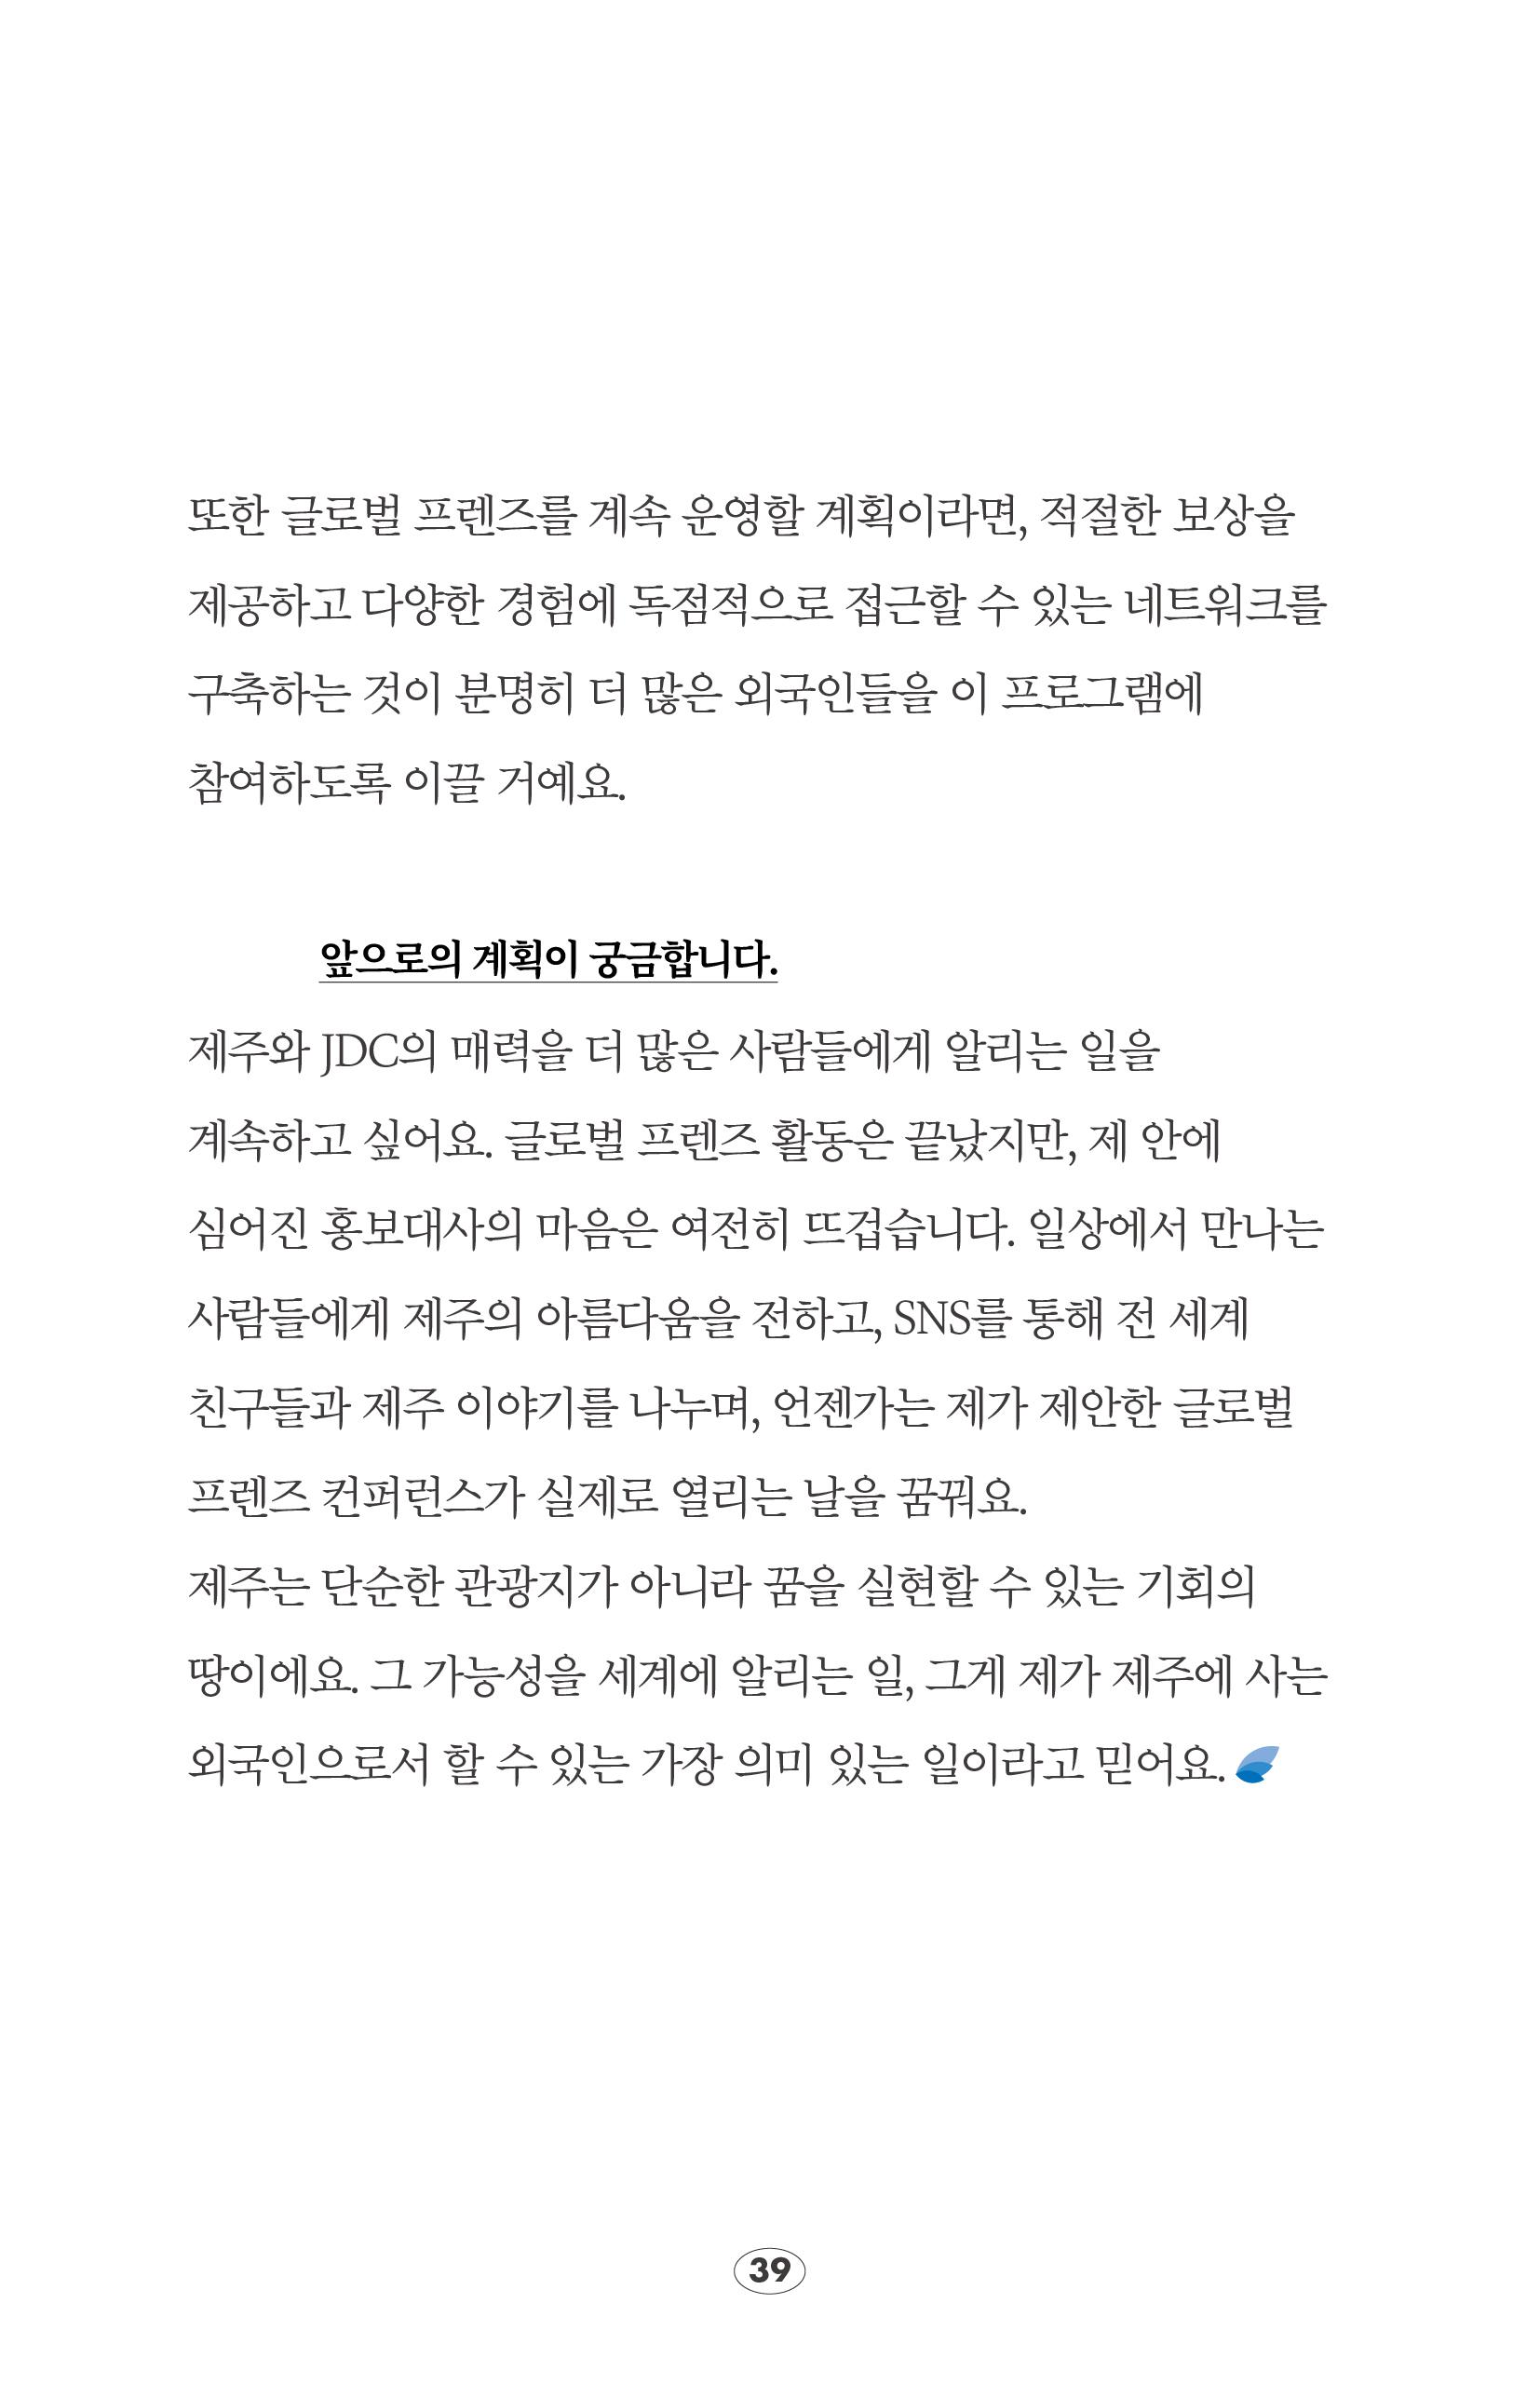 또한 글로벌 프렌즈를 계속 운영할 계획이라면, 적절한 보상을
제공하고 다양한 경험에 독점적으로 접근할 수 있는 네트워크를
구축하는 것이 분명히 더 많은 외국인들을 이 프로그램에
참여하도록 이끌 거예요.
앞으로의 계획이 궁금합니다.
제주와 JDC의 매력을 더 많은 사람들에게 알리는 일을
계속하고 싶어요. 글로벌 프렌즈 활동은 끝났지만, 제 안에
심어진 홍보대사의 마음은 여전히 뜨겁습니다. 일상에서 만나는
사람들에게 제주의 아름다움을 전하고, SNS를 통해 전 세계
친구들과 제주 이야기를 나누며, 언젠가는 제가 제안한 글로벌
프렌즈 컨퍼런스가 실제로 열리는 날을 꿈꿔요.
제주는 단순한 관광지가 아니라 꿈을 실현할 수 있는 기회의
땅이에요. 그 가능성을 세계에 알리는 일, 그게 제가 제주에 사는
외국인으로서 할 수 있는 가장 의미 있는 일이라고 믿어요.
39